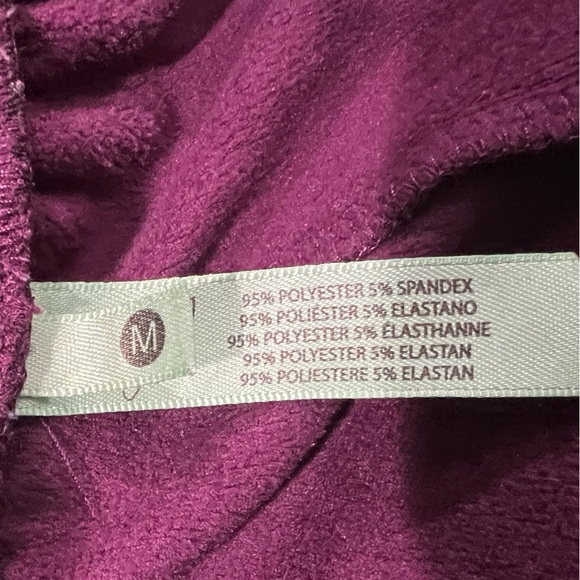 M
95% POLYESTER 5% SPANDEX
95% POLIÉSTER 5% ELASTANO
95% POLYESTER 5% ÉLASTHANNE
95% POLYESTER 5% ELASTAN
95% POLIESTERE 5% ELASTAN